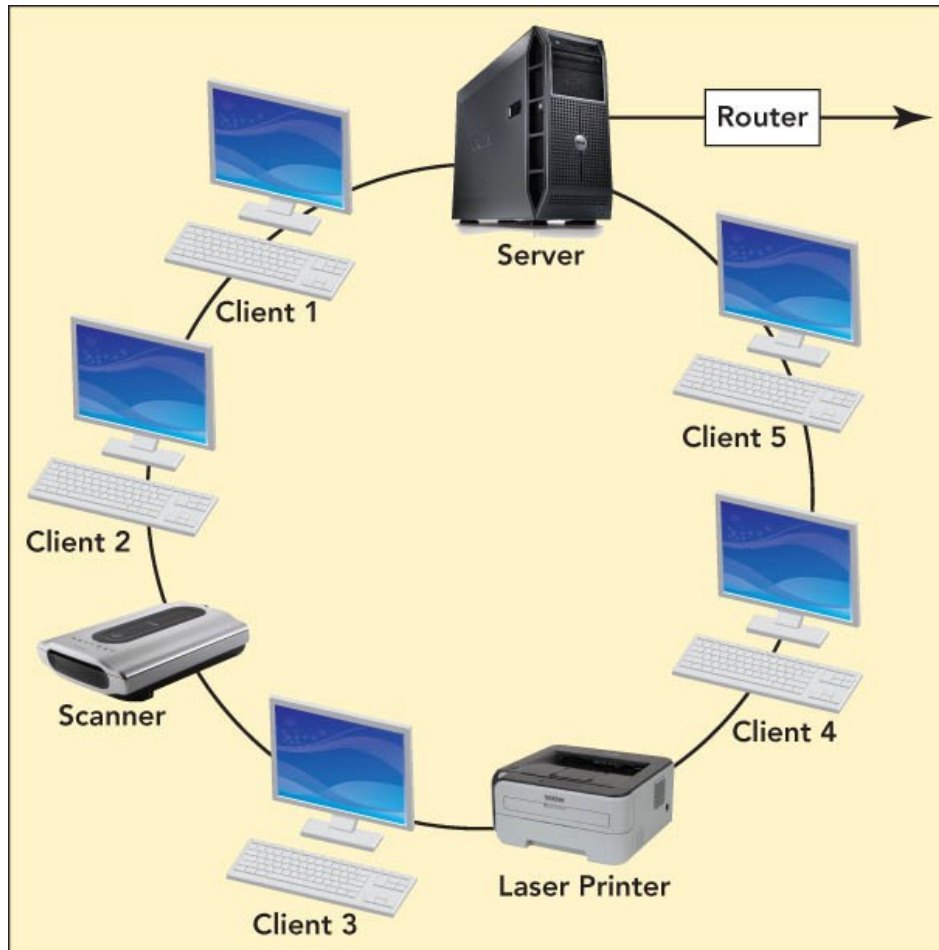 Router
Server
Client 1
Client 5
Client 2
Client 4
Scanner
Laser Printer
Client 3